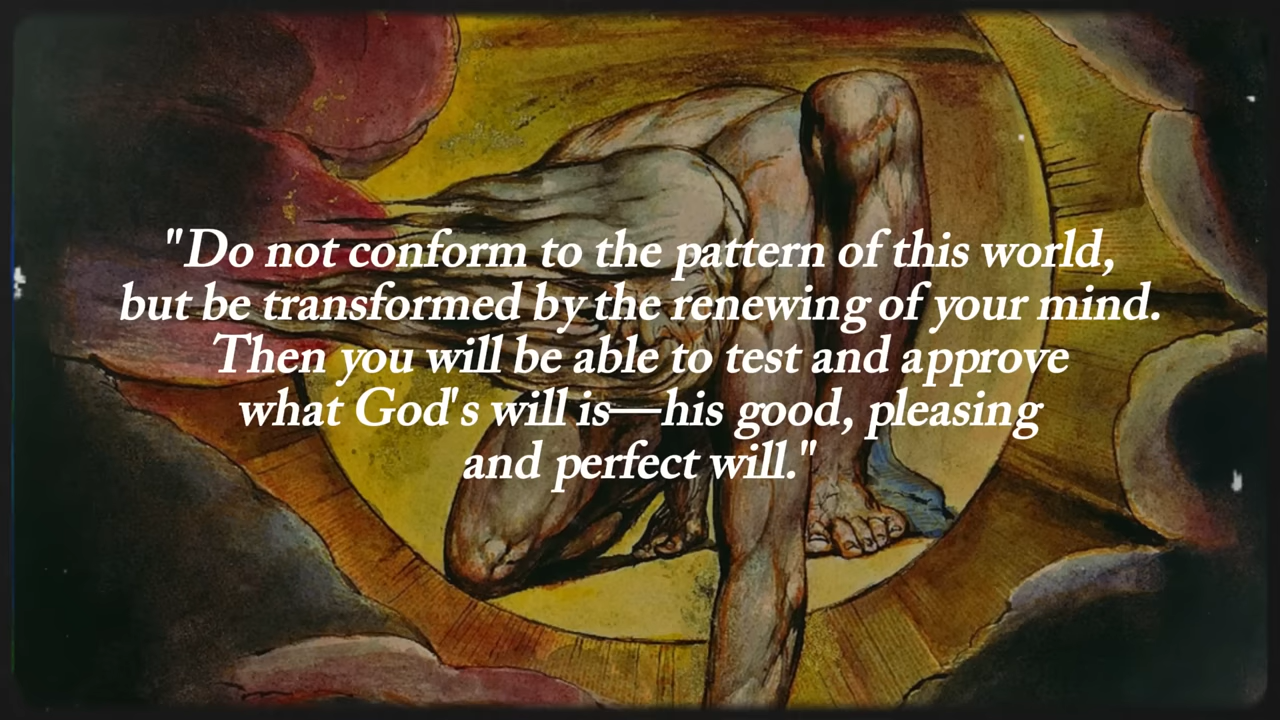 "Do not conform to the pattern of this world,
but be transformed by the renewing of your mind.
Then you will be able to test and approve
what God's will is—his good, pleasing
and perfect will."